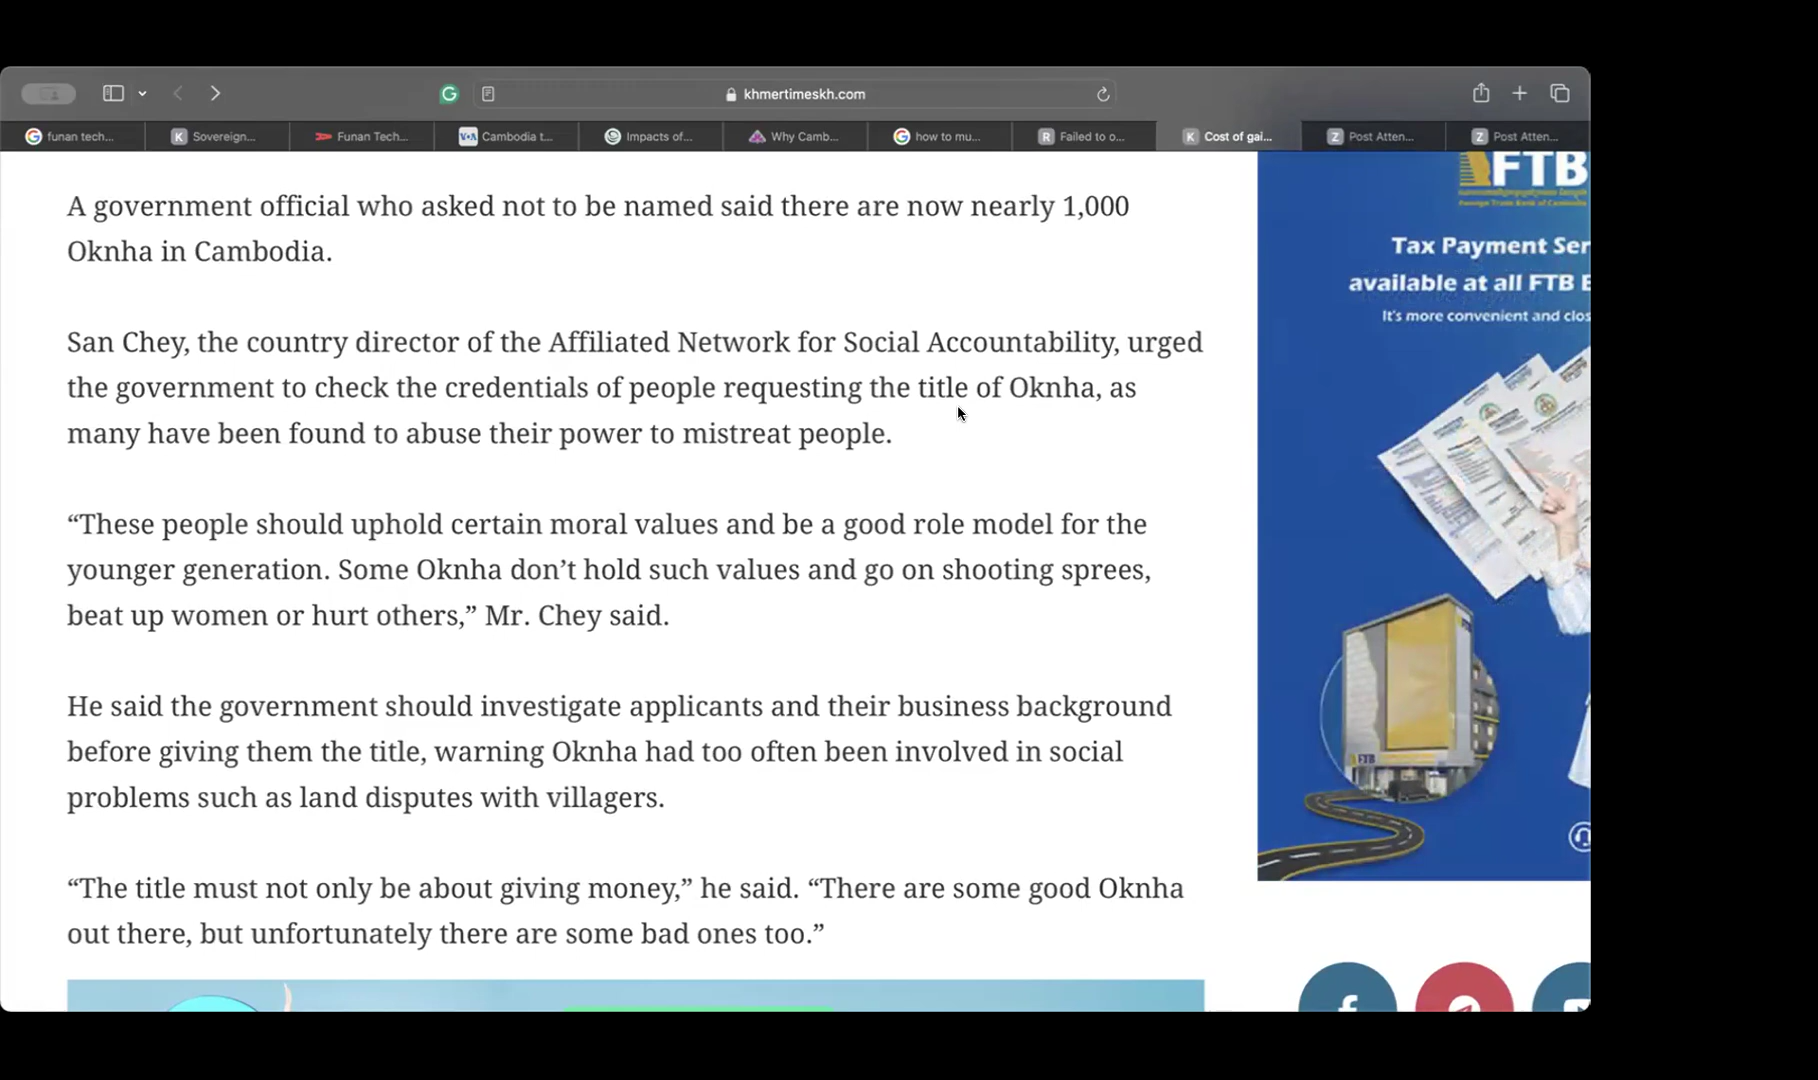 khmertimeskh.com
funan tech...
Sovereign...
Funan Tech...
VOA
Cambodia t...
Impacts of...
Why Camb...
how to mu...
Failed to o...
Cost of gai...
Post Atten...
Post Atten...
A government official who asked not to be named said there are now nearly 1,000
Oknha in Cambodia.
San Chey, the country director of the Affiliated Network for Social Accountability, urged
the government to check the credentials of people requesting the title of Oknha, as
many have been found to abuse their power to mistreat people.
“These people should uphold certain moral values and be a good role model for the
younger generation. Some Oknha don’t hold such values and go on shooting sprees,
beat up women or hurt others,” Mr. Chey said.
He said the government should investigate applicants and their business background
before giving them the title, warning Oknha had too often been involved in social
problems such as land disputes with villagers.
“The title must not only be about giving money,” he said. “There are some good Oknha
out there, but unfortunately there are some bad ones too.”
FTB
Foreign Trade Bank of Cambodia
Tax Payment Ser
available at all FTB B
It's more convenient and clos
FTB